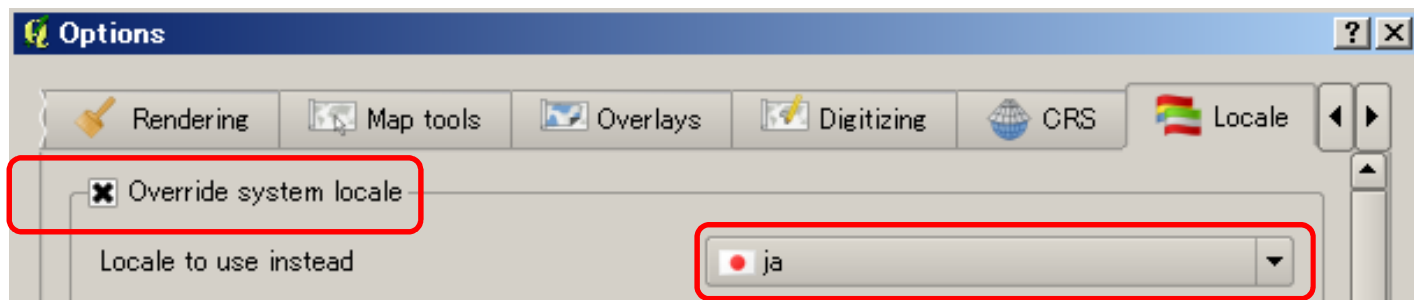 Options
Rendering Map tools Overlays Digitizing CRS Locale
Override system locale
Locale to use instead ja